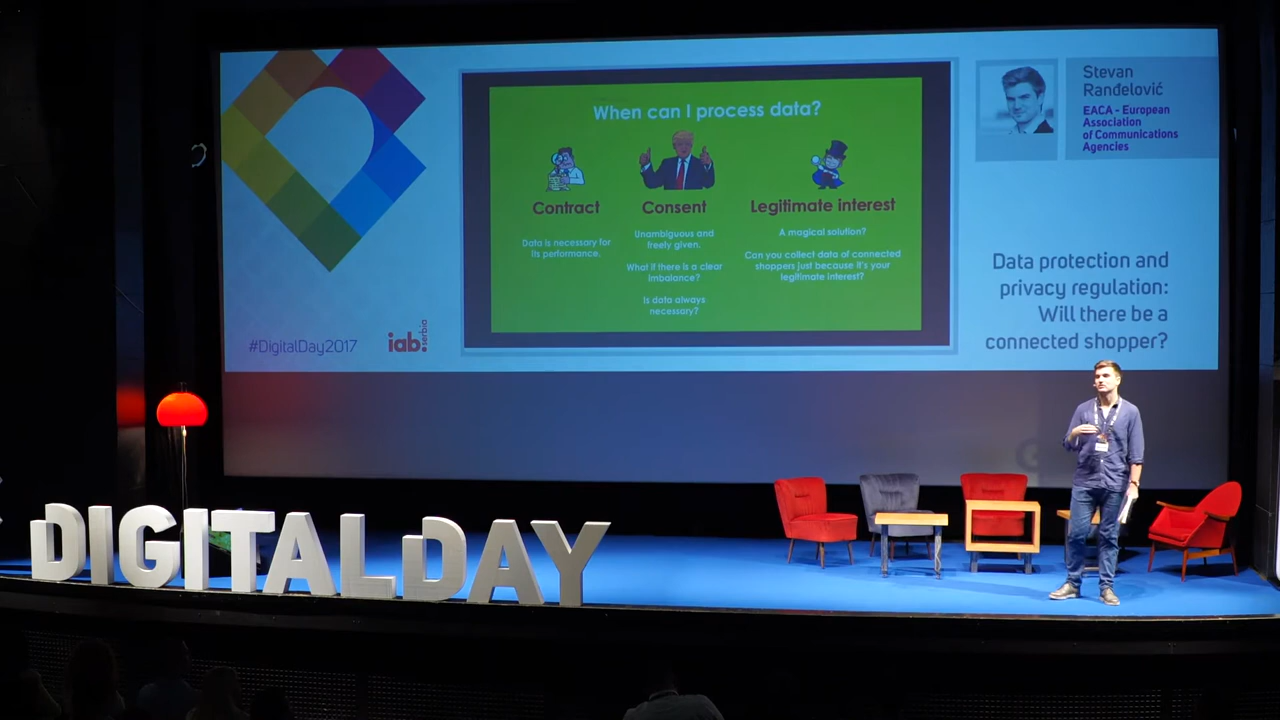 When can I process data?
Contract
Data is necessary for
its performance.
Consent
Unambiguous and
freely given.
What if there is a clear
imbalance?
Is data always
necessary?
Legitimate interest
A magical solution?
Can you collect data of connected
shoppers just because it's your
legitimate interest?
Stevan
Ranđelović
EACA - European
Association
of Communications
Agencies
Data protection and
privacy regulation:
Will there be a
connected shopper?
#DigitalDay2017
iab.
serbia
DIGITAL DAY